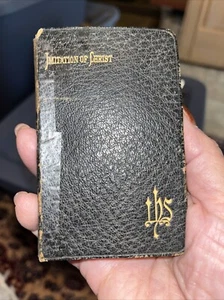 IMITATION OF CHRIST
ihs